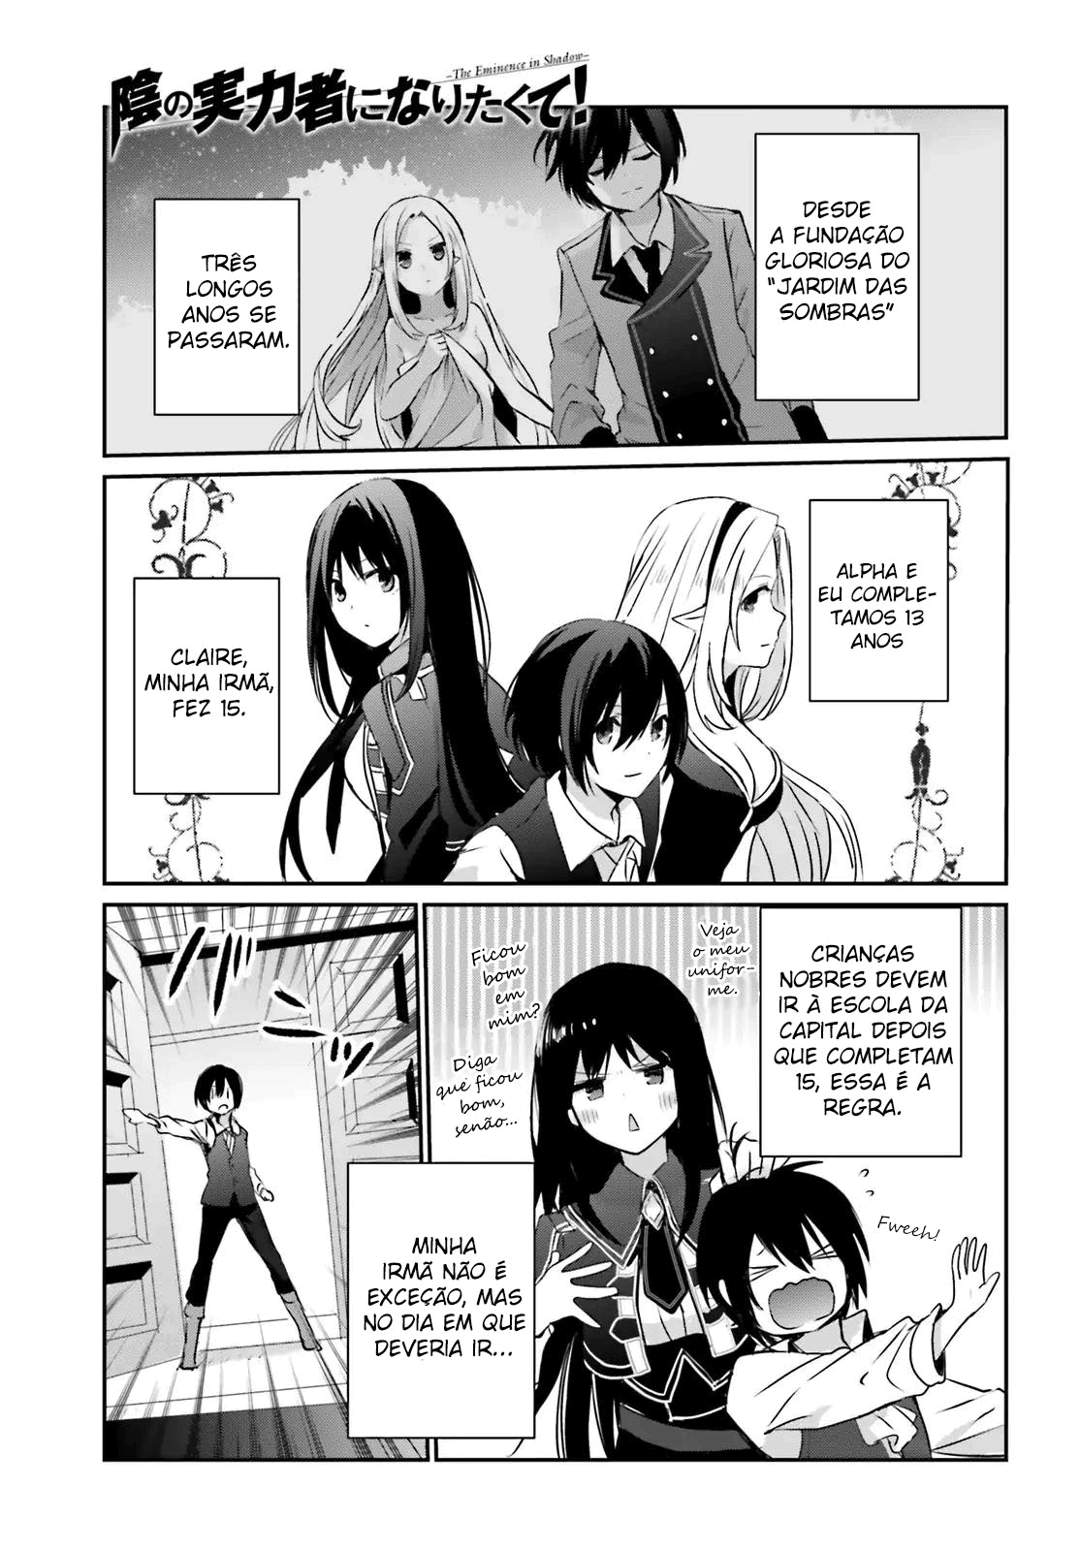 -The Eminence in Shadow-
陰の実力者になりたくて!
DESDE
A FUNDAÇÃO
GLORIOSA DO
“JARDIM DAS
SOMBRAS”
TRÊS
LONGOS
ANOS SE
PASSARAM.
ALPHA E
EU COMPLE-
TAMOS 13
ANOS
CLAIRE,
MINHA IRMÃ,
FEZ 15.
CRIANÇAS
NOBRES DEVEM
IR À ESCOLA DA
CAPITAL DEPOIS
QUE COMPLETAM
15, ESSA É A
REGRA.
Veja
o meu
unifor-
me.
Ficou
bom
em
mim?
Diga
que ficou
bom,
senão...
Fweeh!
MINHA
IRMÃ NÃO É
EXCEÇÃO, MAS
NO DIA EM QUE
DEVERIA IR...
バンッ